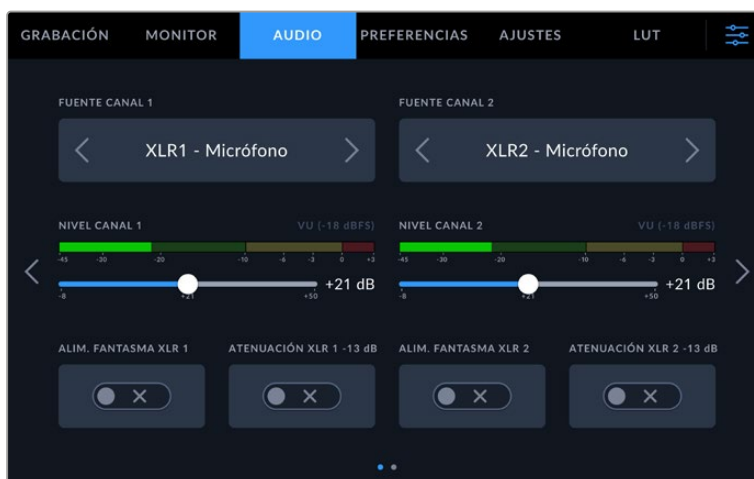 GRABACIÓN MONITOR AUDIO PREFERENCIAS AJUSTES LUT
FUENTE CANAL 1 FUENTE CANAL 2
XLR1 - Micrófono XLR2 - Micrófono
NIVEL CANAL 1 VU (-18 dBFS) NIVEL CANAL 2 VU (-18 dBFS)
-45 -30 -20 -10 -6 -3 0 +3 -45 -30 -20 -10 -6 -3 0 +3
+21 dB +21 dB
-8 +21 +50 -8 +21 +50
ALIM. FANTASMA XLR 1 ATENUACIÓN XLR 1 -13 dB ALIM. FANTASMA XLR 2 ATENUACIÓN XLR 2 -13 dB